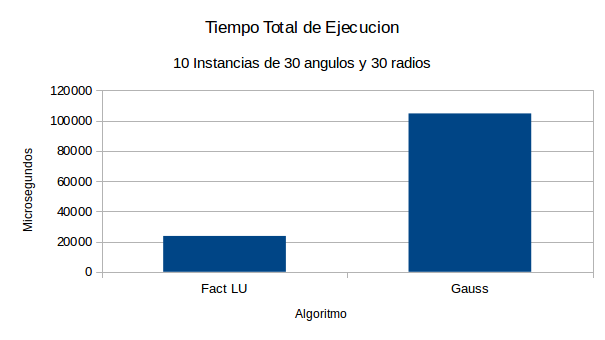 Tiempo Total de Ejecucion
10 Instancias de 30 angulos y 30 radios
120000
100000
80000
60000
40000
20000
0
Microsegundos
Fact LU
Gauss
Algoritmo